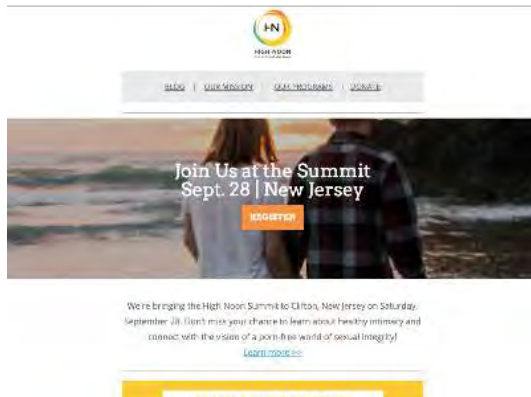 HN
HIGH NOON
BLOG | OUR MISSION | OUR PROGRAMS | DONATE
Join Us at the Summit
Sept. 28 | New Jersey
REGISTER
We're bringing the High Noon Summit to Clifton, New Jersey on Saturday,
September 28. Don't miss your chance to learn about healthy intimacy and
connect with the vision of a porn-free world of sexual integrity!
Learn more >>